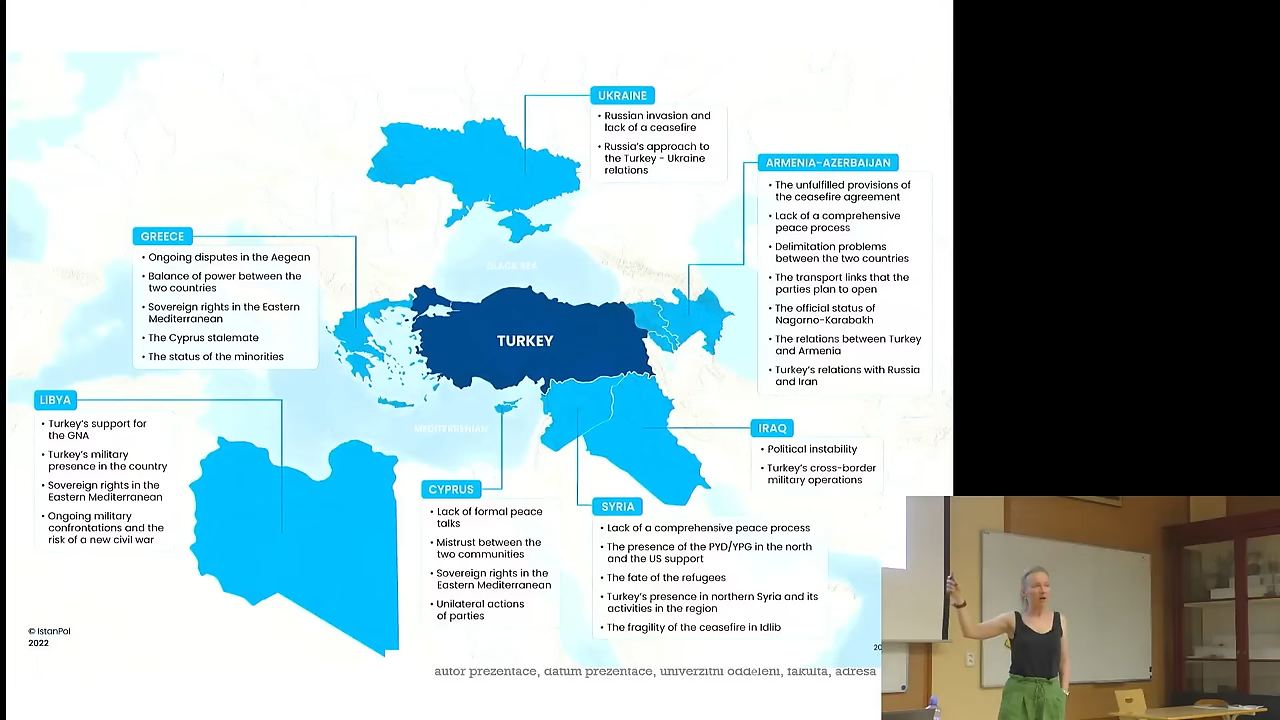 UKRAINE
• Russian invasion and
lack of a ceasefire
• Russia's approach to
the Turkey - Ukraine
relations
ARMENIA-AZERBAIJAN
• The unfulfilled provisions of
the ceasefire agreement
• Lack of a comprehensive
peace process
• Delimitation problems
between the two countries
• The transport links that the
parties plan to open
• The official status of
Nagorno-Karabakh
• The relations between Turkey
and Armenia
• Turkey's relations with Russia
and Iran
GREECE
• Ongoing disputes in the Aegean
• Balance of power between the
two countries
• Sovereign rights in the Eastern
Mediterranean
• The Cyprus stalemate
• The status of the minorities
BLACK SEA
TURKEY
MEDITERRENIAN
LIBYA
• Turkey's support for
the GNA
• Turkey's military
presence in the country
• Sovereign rights in the
Eastern Mediterranean
• Ongoing military
confrontations and the
risk of a new civil war
IRAQ
• Political instability
• Turkey's cross-border
military operations
CYPRUS
• Lack of formal peace
talks
• Mistrust between the
two communities
• Sovereign rights in the
Eastern Mediterranean
• Unilateral actions
of parties
SYRIA
• Lack of a comprehensive peace process
• The presence of the PYD/YPG in the north
and the US support
• The fate of the refugees
• Turkey's presence in northern Syria and its
activities in the region
• The fragility of the ceasefire in Idlib
© IstanPol
2022
20
autor prezentace, datum prezentace, univerzitní oddělení, fakulta, adresa